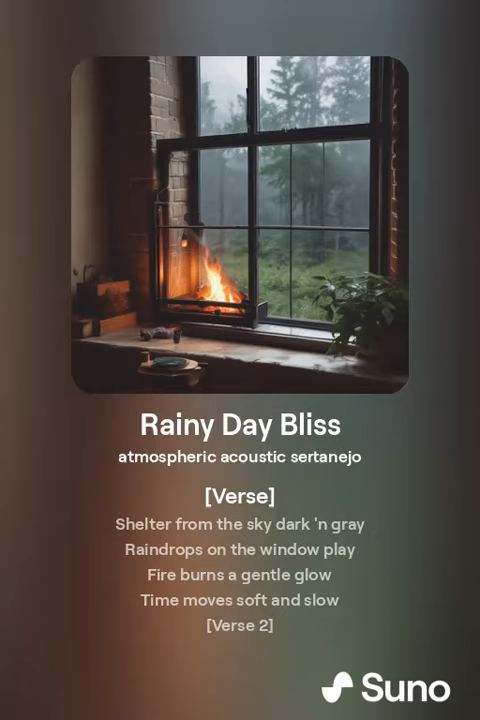 Rainy Day Bliss
atmospheric acoustic sertanejo
[Verse]
Shelter from the sky dark 'n gray
Raindrops on the window play
Fire burns a gentle glow
Time moves soft and slow
[Verse 2]
Suno